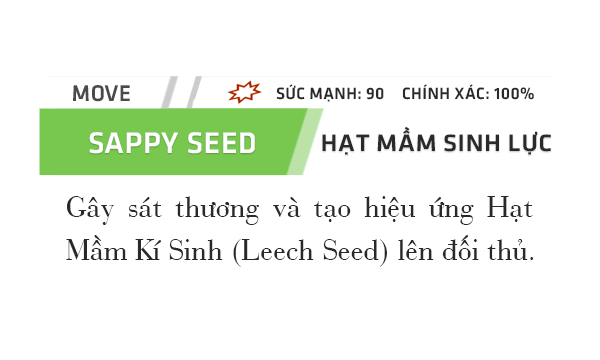 MOVE SỨC MẠNH: 90 CHÍNH XÁC: 100%
SAPPY SEED HẠT MẦM SINH LỰC
Gây sát thương và tạo hiệu ứng Hạt
Mầm Kí Sinh (Leech Seed) lên đối thủ.